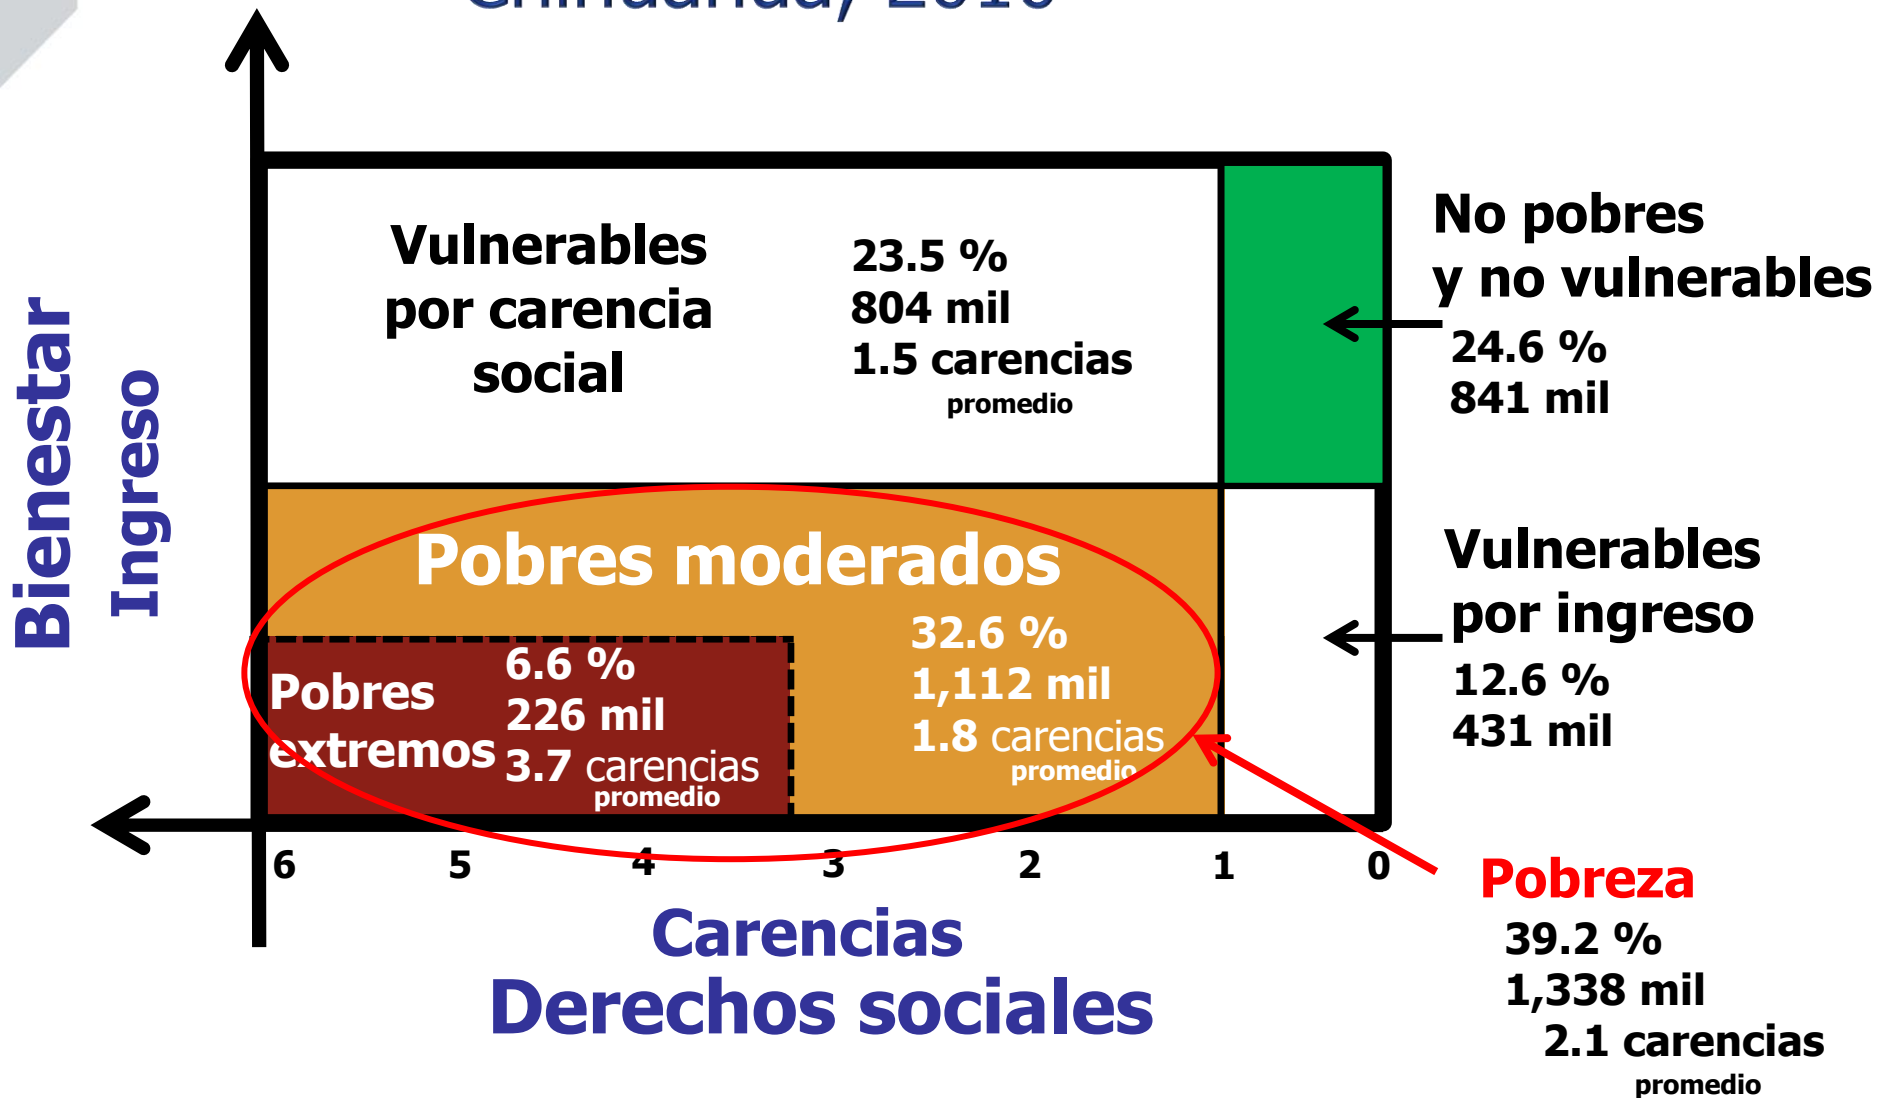 Chihuahua, 2010
Bienestar
Ingreso
Vulnerables
por carencia
social
23.5 %
804 mil
1.5 carencias
promedio
No pobres
y no vulnerables
24.6 %
841 mil
Pobres moderados
32.6 %
1,112 mil
1.8 carencias
promedio
Pobres
extremos
6.6 %
226 mil
3.7 carencias
promedio
Vulnerables
por ingreso
12.6 %
431 mil
6 5 4 3 2 1 0
Carencias
Derechos sociales
Pobreza
39.2 %
1,338 mil
2.1 carencias
promedio